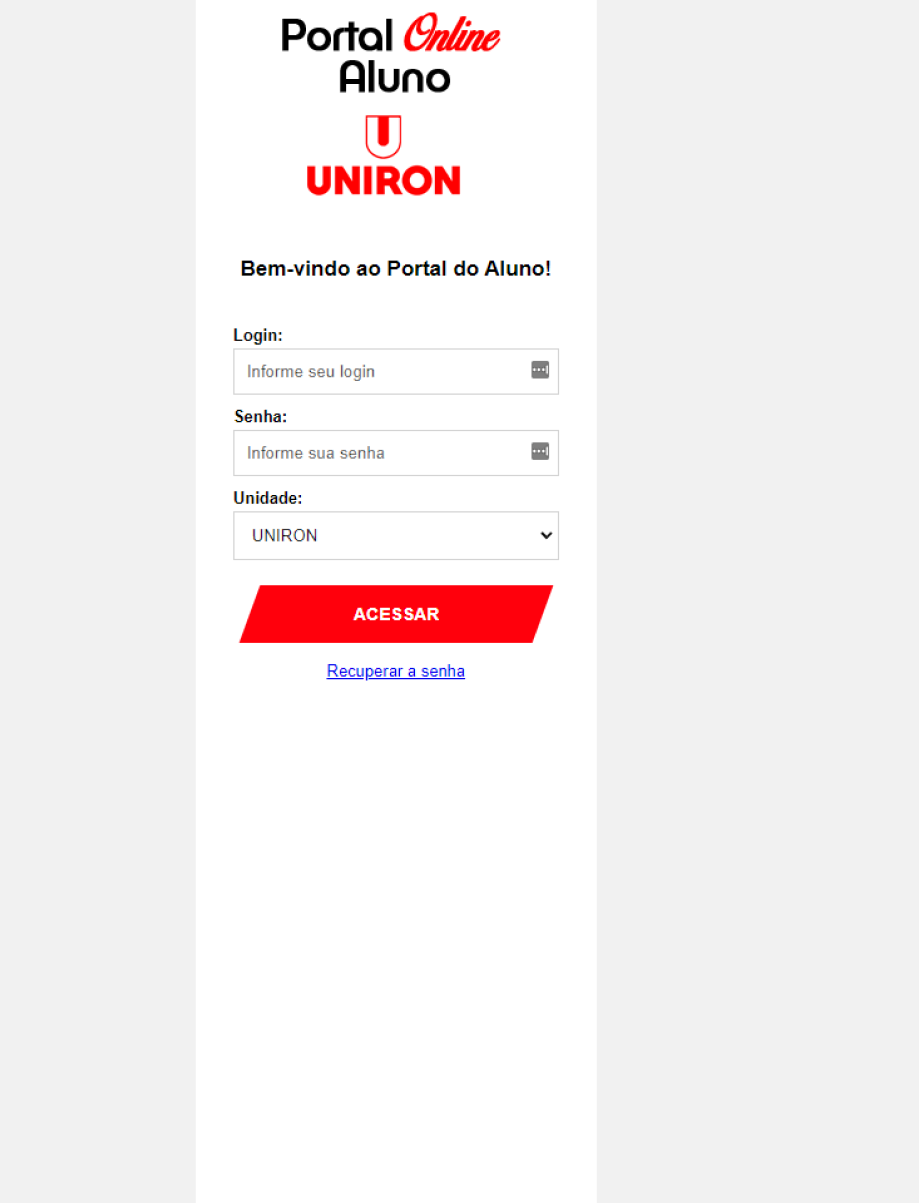 Portal Online
Aluno
UNIRON
Bem-vindo ao Portal do Aluno!
Login:
Informe seu login
Senha:
Informe sua senha
Unidade:
UNIRON
ACESSAR
Recuperar a senha